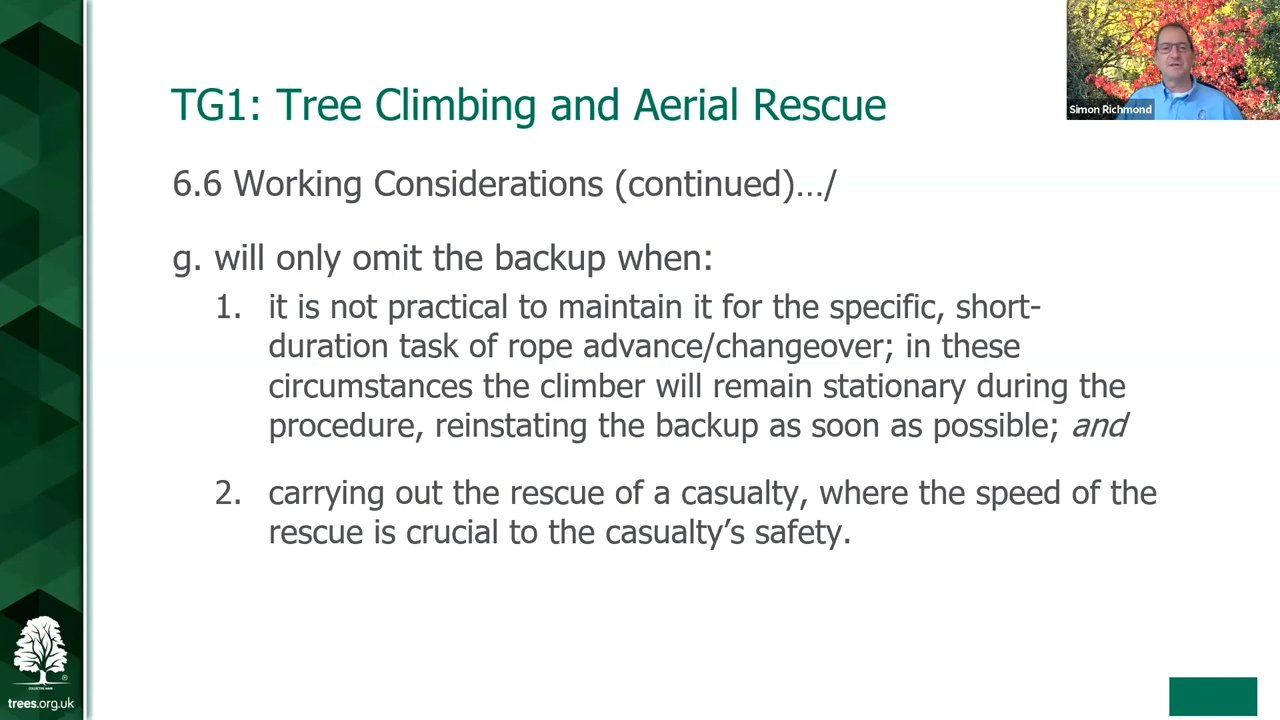 TG1: Tree Climbing and Aerial Rescue
Simon Richmond
6.6 Working Considerations (continued)…/
g. will only omit the backup when:
1. it is not practical to maintain it for the specific, short-
duration task of rope advance/changeover; in these
circumstances the climber will remain stationary during the
procedure, reinstating the backup as soon as possible; and
2. carrying out the rescue of a casualty, where the speed of the
rescue is crucial to the casualty’s safety.
trees.org.uk